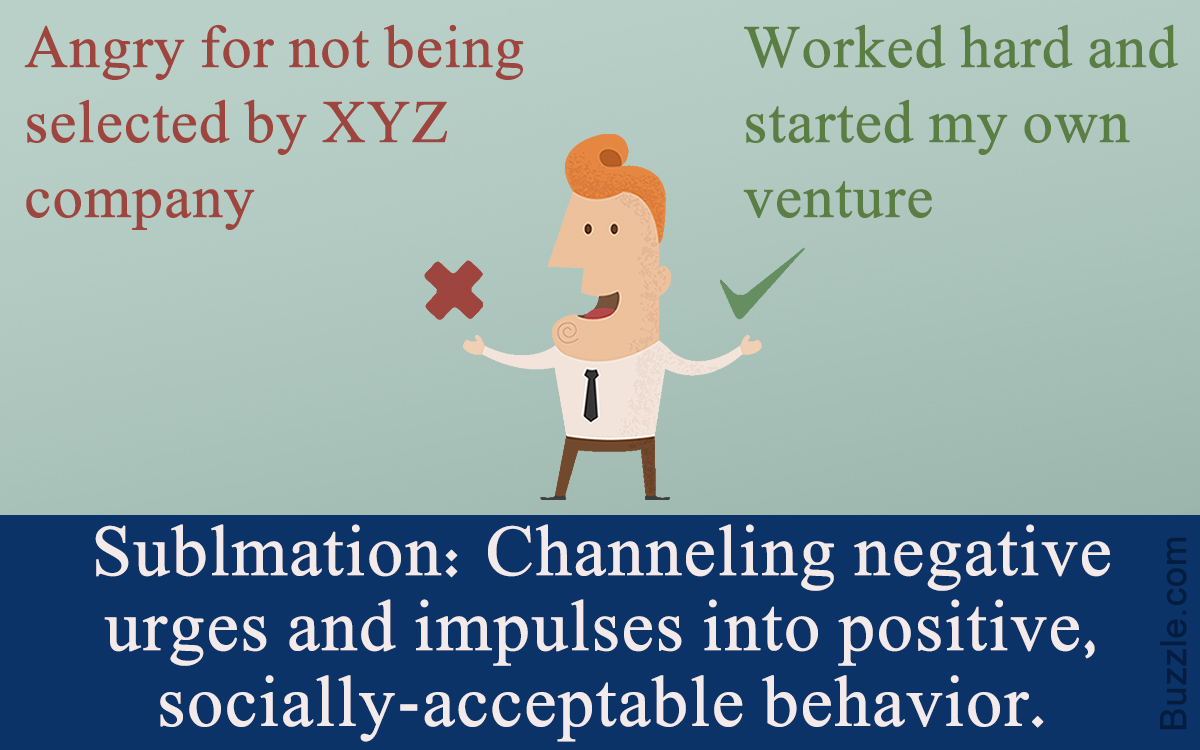 Angry for not being
selected by XYZ
company
Worked hard and
started my own
venture
Sublmation: Channeling negative
urges and impulses into positive,
socially-acceptable behavior.
Buzzle.com